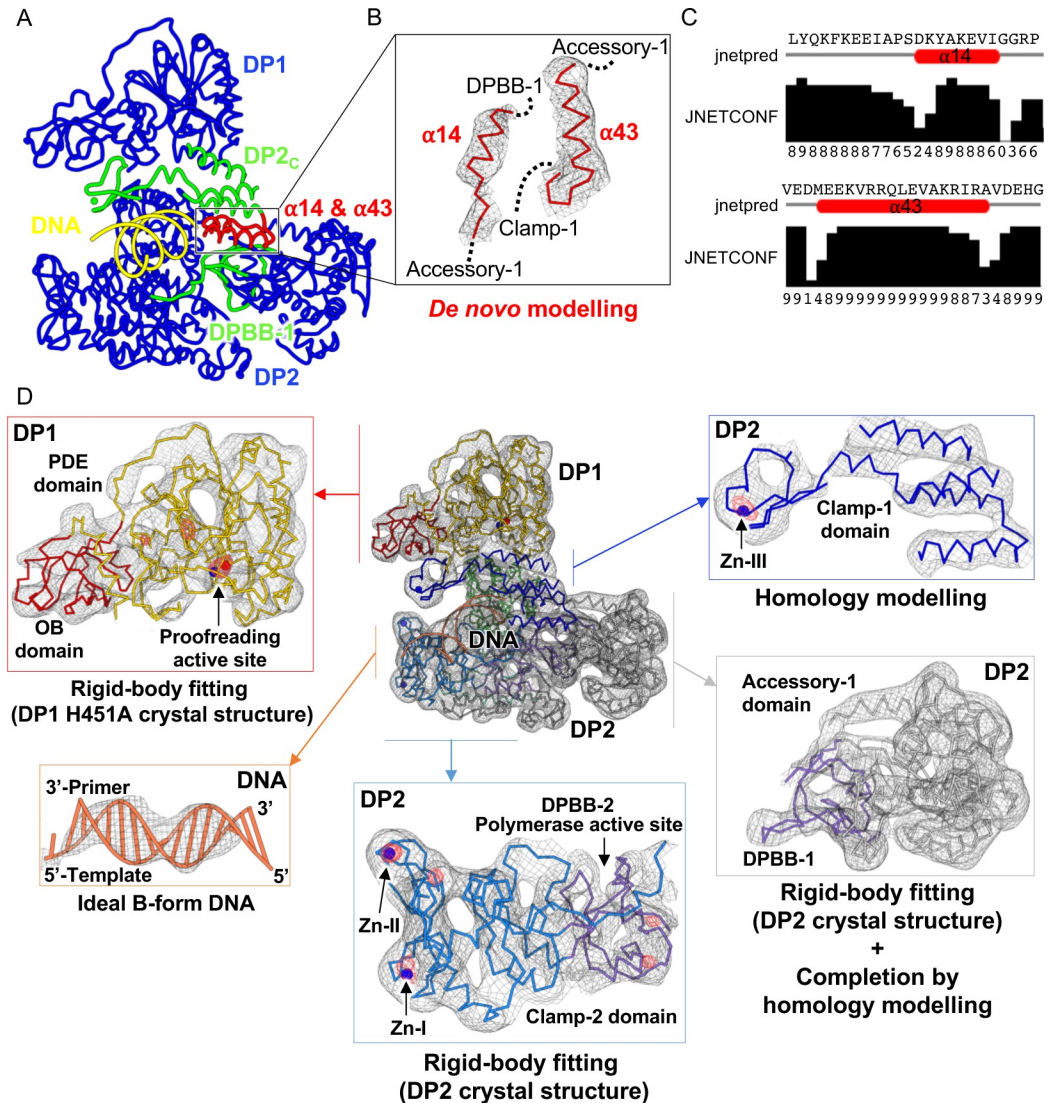 A
DP1
DP2C
DNA
α14 & α43
DPBB-1
DP2
B
Accessory-1
DPBB-1
α14
α43
Clamp-1
Accessory-1
De novo modelling
C
LYQKFKEEIAPSDKYAKEVIGGRP
jnetpred
α14
JNETCONF
898888887765248988860366
VEDMEEKVRRQLEVAKRIRAVDEHG
jnetpred
α43
JNETCONF
9914899999999998873489999
D
DP1
PDE
domain
OB
domain
Proofreading
active site
Rigid-body fitting
(DP1 H451A crystal structure)
DP1
DNA
DP2
DP2
Clamp-1
domain
Zn-III
Homology modelling
DNA
3’-Primer
3’
5’-Template
5’
Ideal B-form DNA
DP2
DPBB-2
Polymerase active site
Zn-II
Zn-I
Clamp-2 domain
Rigid-body fitting
(DP2 crystal structure)
DP2
Accessory-1
domain
DPBB-1
Rigid-body fitting
(DP2 crystal structure)
+
Completion by
homology modelling